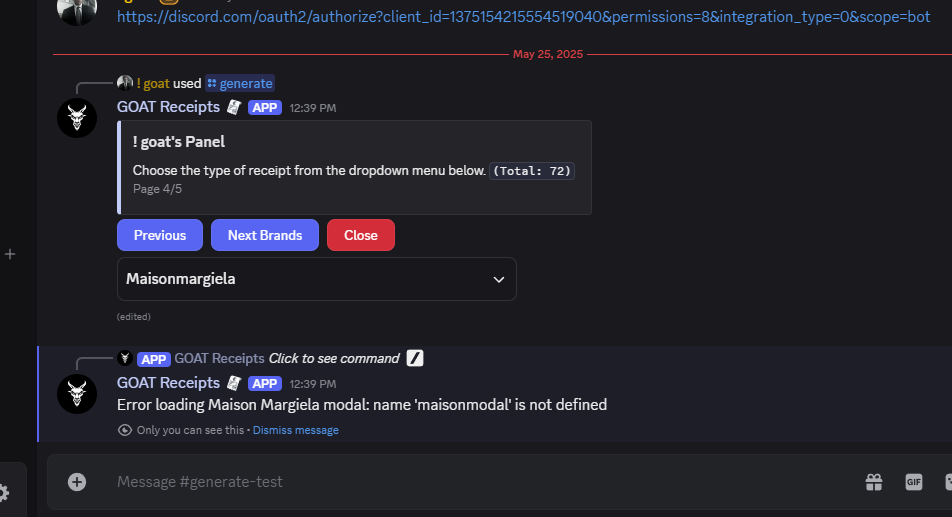 https://discord.com/oauth2/authorize?client_id=1375154215554519040&permissions=8&integration_type=0&scope=bot
May 25, 2025
! goat used generate
GOAT Receipts APP 12:39 PM
! goat's Panel
Choose the type of receipt from the dropdown menu below. (Total: 72)
Page 4/5
Previous Next Brands Close
Maisonmargiela
(edited)
APP GOAT Receipts Click to see command
GOAT Receipts APP 12:39 PM
Error loading Maison Margiela modal: name 'maisonmodal' is not defined
Only you can see this • Dismiss message
Message #generate-test
GIF